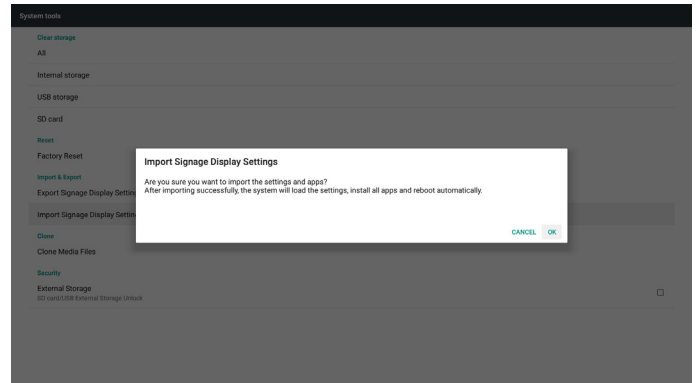 System tools
Clear storage
All
Internal storage
USB storage
SD card
Reset
Factory Reset
Import & Export
Export Signage Display Setting
Import Signage Display Settin
Clone
Clone Media Files
Security
External Storage
SD card/USB External Storage Unlock
Import Signage Display Settings
Are you sure you want to import the settings and apps?
After importing successfully, the system will load the settings, install all apps and reboot automatically.
CANCEL OK